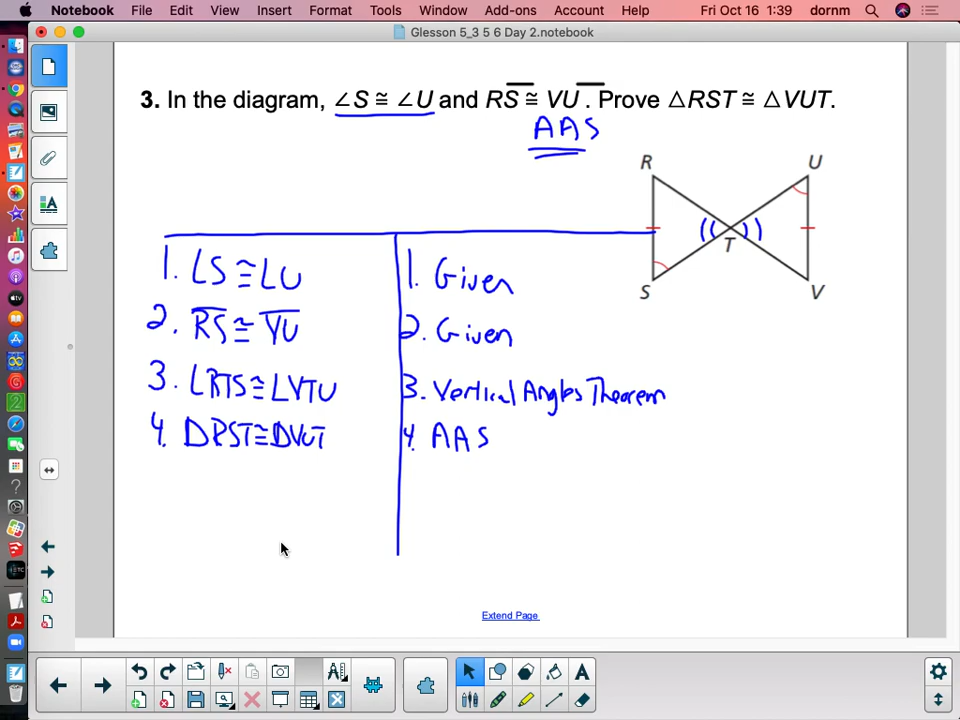 Notebook File Edit View Insert Format Tools Window Add-ons Account Help Fri Oct 16 1:39 dornm
Glesson 5_3 5 6 Day 2.notebook
3. In the diagram, ∠S ≅ ∠U and RS ≅ VU . Prove △RST ≅ △VUT.
AAS
R U
T
S V
1. ∠S ≅ ∠U 1. Given
2. RS ≅ VU 2. Given
3. ∠RTS ≅ ∠VTU 3. Vertical Angles Theorem
4. △RST ≅ △VUT 4. AAS
Extend Page